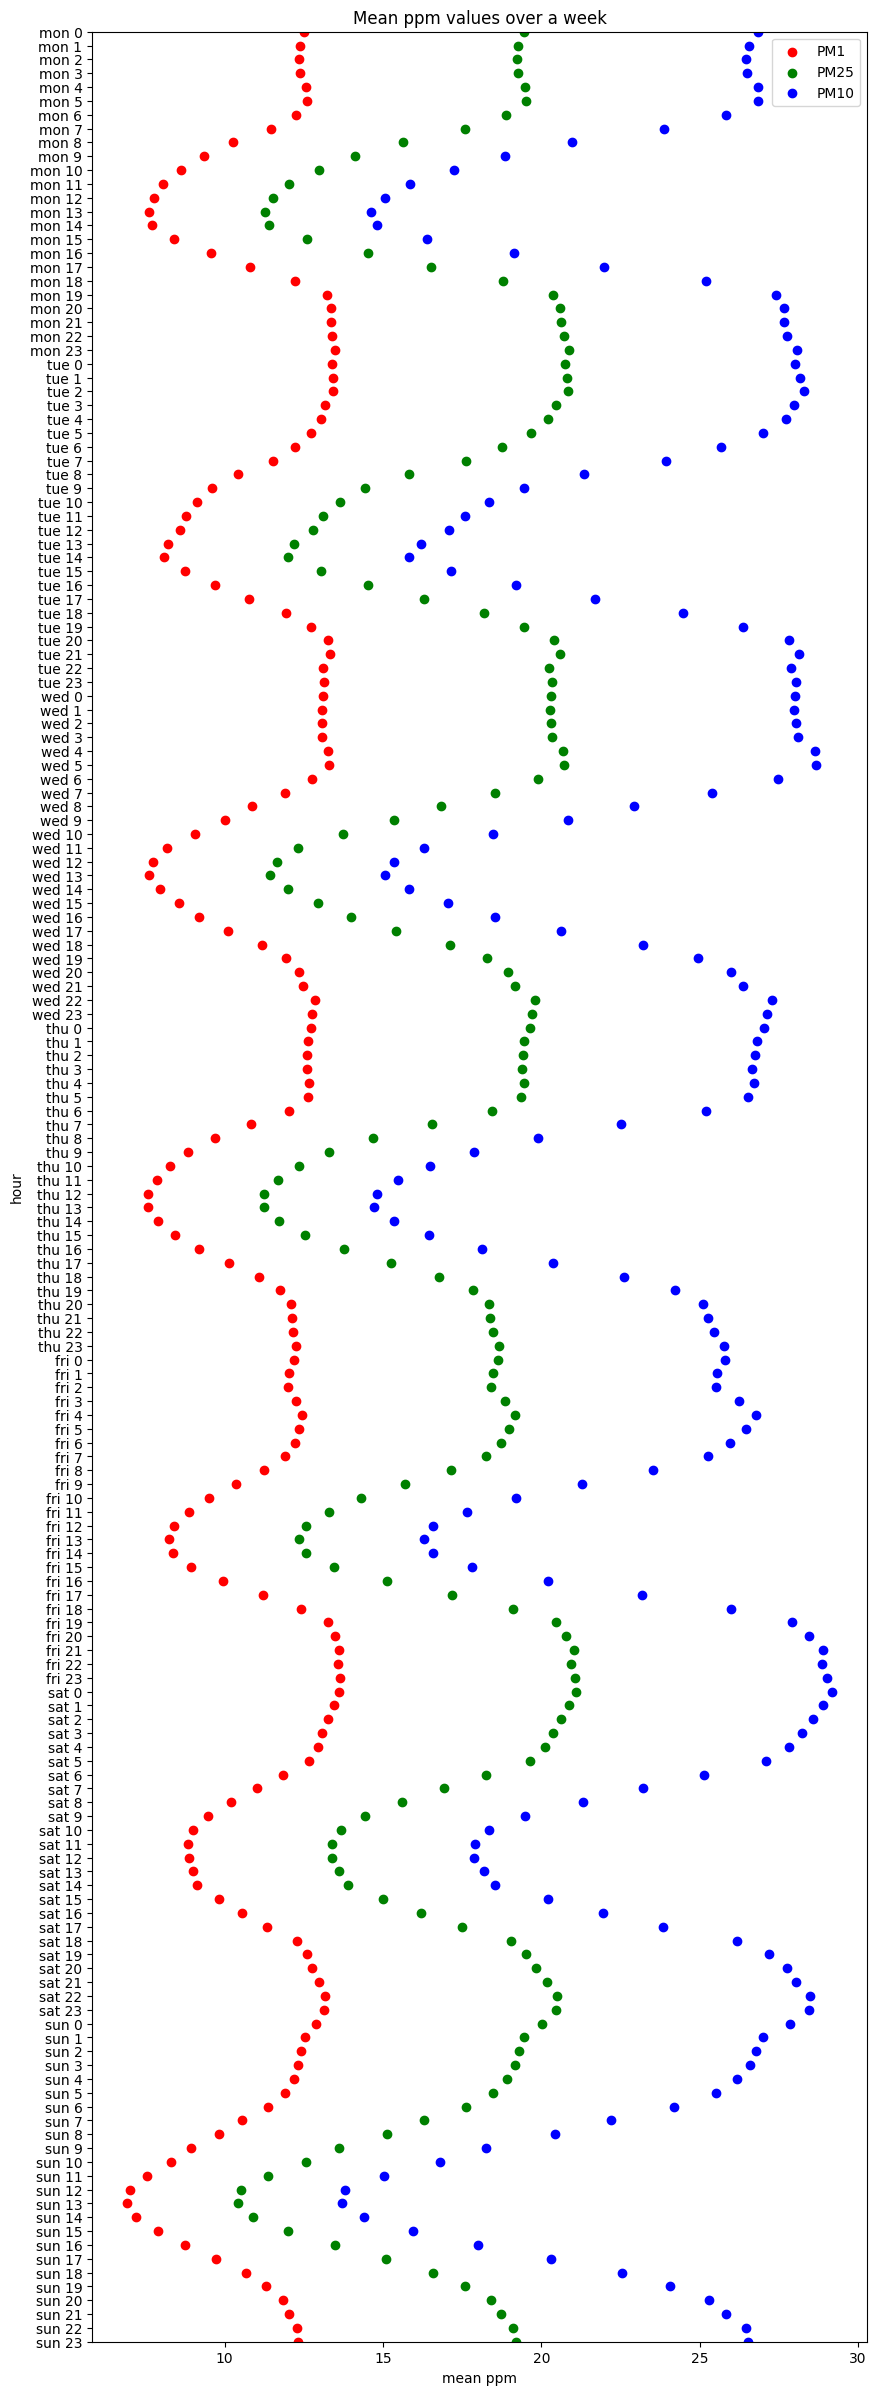 Mean ppm values over a week
PM1
PM25
PM10
mon 0
mon 1
mon 2
mon 3
mon 4
mon 5
mon 6
mon 7
mon 8
mon 9
mon 10
mon 11
mon 12
mon 13
mon 14
mon 15
mon 16
mon 17
mon 18
mon 19
mon 20
mon 21
mon 22
mon 23
tue 0
tue 1
tue 2
tue 3
tue 4
tue 5
tue 6
tue 7
tue 8
tue 9
tue 10
tue 11
tue 12
tue 13
tue 14
tue 15
tue 16
tue 17
tue 18
tue 19
tue 20
tue 21
tue 22
tue 23
wed 0
wed 1
wed 2
wed 3
wed 4
wed 5
wed 6
wed 7
wed 8
wed 9
wed 10
wed 11
wed 12
wed 13
wed 14
wed 15
wed 16
wed 17
wed 18
wed 19
wed 20
wed 21
wed 22
wed 23
thu 0
thu 1
thu 2
thu 3
thu 4
thu 5
thu 6
thu 7
thu 8
thu 9
thu 10
thu 11
thu 12
thu 13
thu 14
thu 15
thu 16
thu 17
thu 18
thu 19
thu 20
thu 21
thu 22
thu 23
fri 0
fri 1
fri 2
fri 3
fri 4
fri 5
fri 6
fri 7
fri 8
fri 9
fri 10
fri 11
fri 12
fri 13
fri 14
fri 15
fri 16
fri 17
fri 18
fri 19
fri 20
fri 21
fri 22
fri 23
sat 0
sat 1
sat 2
sat 3
sat 4
sat 5
sat 6
sat 7
sat 8
sat 9
sat 10
sat 11
sat 12
sat 13
sat 14
sat 15
sat 16
sat 17
sat 18
sat 19
sat 20
sat 21
sat 22
sat 23
sun 0
sun 1
sun 2
sun 3
sun 4
sun 5
sun 6
sun 7
sun 8
sun 9
sun 10
sun 11
sun 12
sun 13
sun 14
sun 15
sun 16
sun 17
sun 18
sun 19
sun 20
sun 21
sun 22
sun 23
hour
10 15 20 25 30
mean ppm